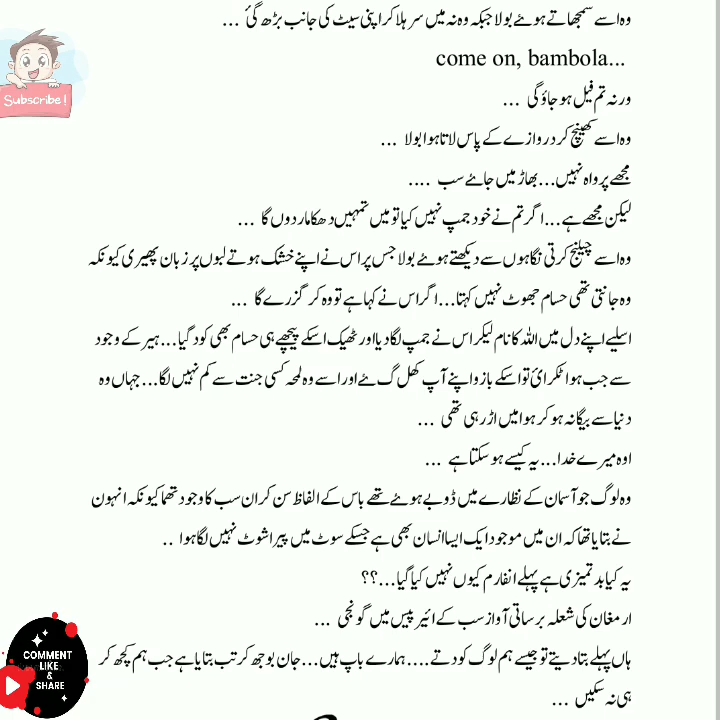 وہ اسے سمجھاتے ہوئے بولا جبکہ وہ نہ میں سر ہلا کر اپنی سیٹ کی جانب بڑھ گئ ...
come on, bambola...
ورنہ تم فیل ہو جاؤ گی ...
وہ اسے کھینچ کر دروازے کے پاس لاتا ہوا بولا ...
مجھے پرواہ نہیں...بھاڑ میں جائے سب ....
لیکن مجھے ہے...اگر تم نے خود جمپ نہیں کیا تو میں تمہیں دھکا مار دوں گا ...
وہ اسے چیلنج کرتی نگاہوں سے دیکھتے ہوئے بولا جس پر اس نے اپنے خشک ہوتے لبوں پر زبان پھیری کیونکہ
وہ جانتی تھی حسام جھوٹ نہیں کہتا...اگر اس نے کہا ہے تو وہ کر گزرے گا ...
اسلیے اپنے دل میں اللہ کا نام لیکر اس نے جمپ لگا دیا اور ٹھیک اسکے پیچھے ہی حسام بھی کود گیا...ہیر کے وجود
سے جب ہوا ٹکرائ تو اسکے بازو اپنے آپ کھل گئے اور اسے وہ لمحہ کسی جنت سے کم نہیں لگا...جہاں وہ
دنیا سے بیگانہ ہو کر ہوا میں اڑ رہی تھی ...
اوہ میرے خدا...یہ کیسے ہو سکتا ہے ...
وہ لوگ جو آسمان کے نظارے میں ڈوبے ہوئے تھے باس کے الفاظ سن کر ان سب کا وجود تھما کیونکہ انہوں
نے بتایا تھا کہ ان میں موجود ایک ایسا انسان بھی ہے جسکے سوٹ میں پیراشوٹ نہیں لگا ہوا ..
یہ کیا بدتمیزی ہے پہلے انفارم کیوں نہیں کیا گیا...؟؟
ارمغان کی شعلہ برساتی آواز سب کے ائیر پیس میں گونجی ...
ہاں پہلے بتا دیتے تو جیسے ہم لوگ کود تے....ہمارے باپ ہیں...جان بوجھ کر تب بتایا ہے جب ہم کچھ کر
ہی نہ سکیں ...
Subscribe!
COMMENT
LIKE
&
SHARE